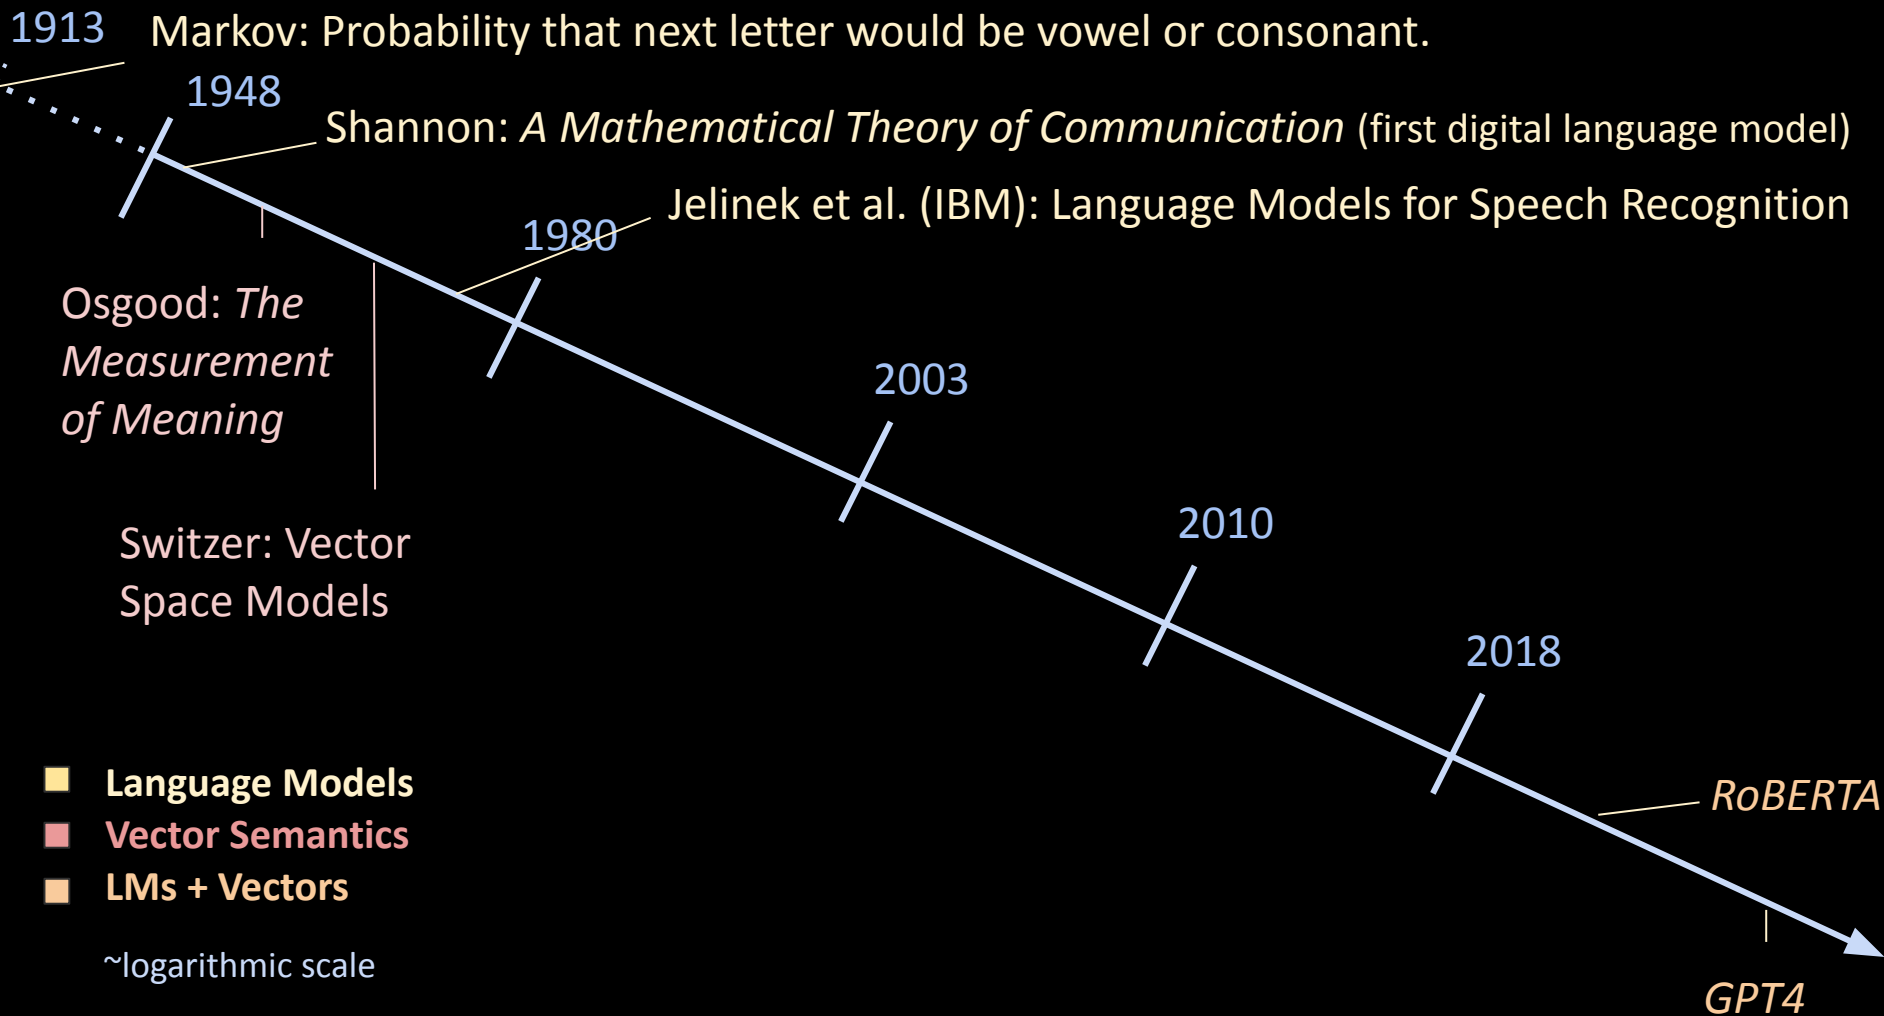 1913
Markov: Probability that next letter would be vowel or consonant.
1948
Shannon: A Mathematical Theory of Communication (first digital language model)
Jelinek et al. (IBM): Language Models for Speech Recognition
1980
Osgood: The
Measurement
of Meaning
2003
Switzer: Vector
Space Models
2010
2018
Language Models
Vector Semantics
LMs + Vectors
~logarithmic scale
RoBERTA
GPT4